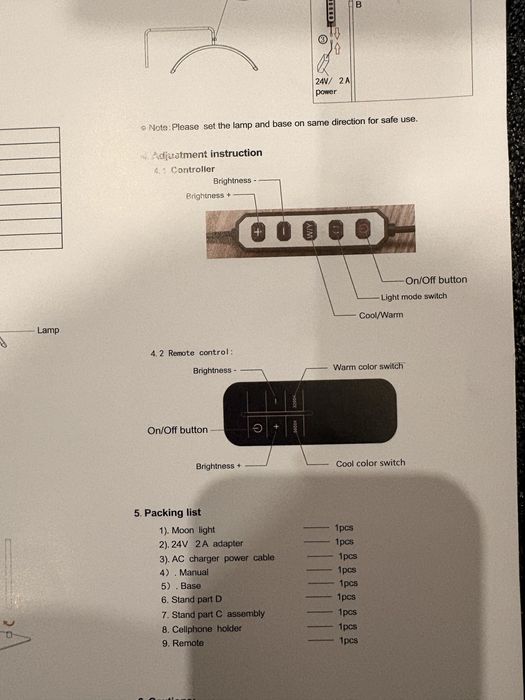 B
③
24V/ 2A
power
Note:Please set the lamp and base on same direction for safe use.
4. Adjustment instruction
4.1 Controller
Brightness -
Brightness +
+ -
On/Off button
Light mode switch
Cool/Warm
Lamp
4.2 Remote control:
Brightness -
Warm color switch
-
+
On/Off button
Brightness +
Cool color switch
5. Packing list
1). Moon light 1pcs
2). 24V 2A adapter 1pcs
3). AC charger power cable 1pcs
4) . Manual 1pcs
5) . Base 1pcs
6. Stand part D 1pcs
7. Stand part C assembly 1pcs
8. Cellphone holder 1pcs
9. Remote 1pcs